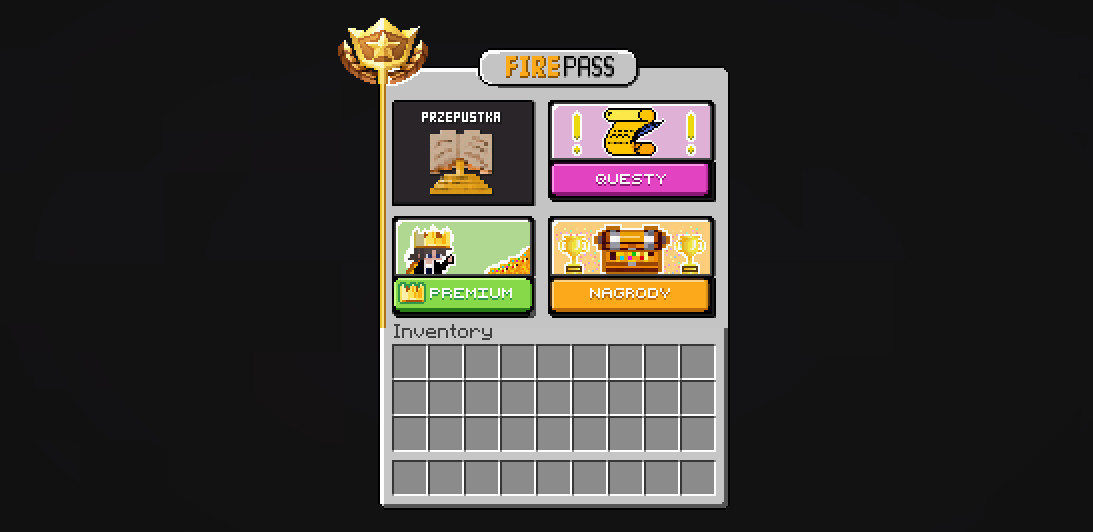 FIREPASS
PRZEPUSTKA
QUESTY
PREMIUM
NAGRODY
Inventory